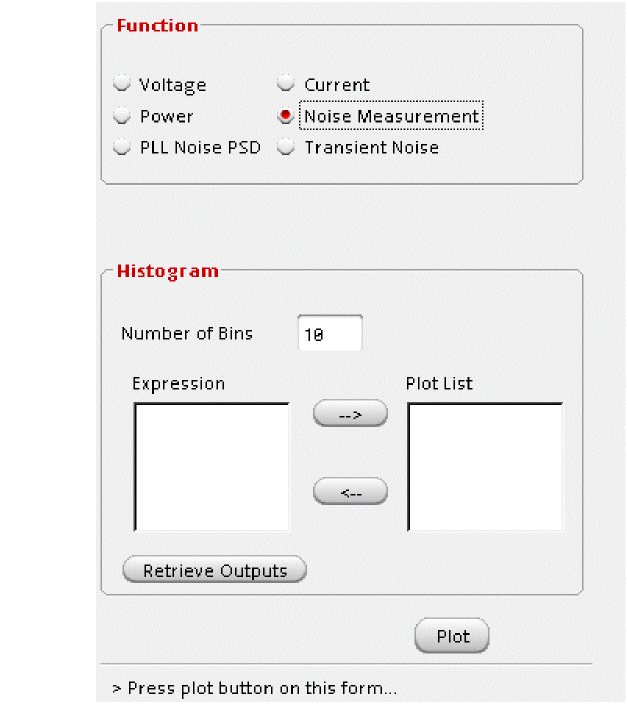 Function
Voltage Current
Power Noise Measurement
PLL Noise PSD Transient Noise
Histogram
Number of Bins 10
Expression Plot List
-->
<--
Retrieve Outputs
Plot
> Press plot button on this form...